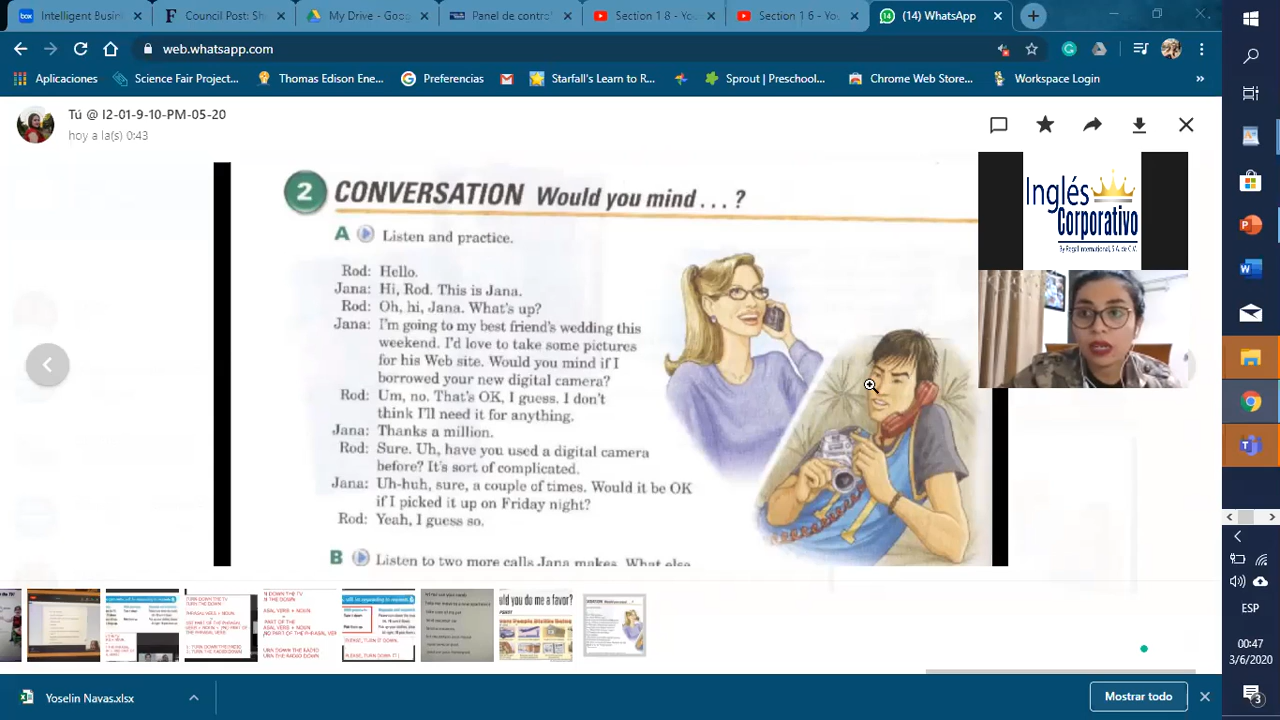 Intelligent Bu
Council Post: Sh
My Drive - Goog
Panel de contro
Section 1 8 - You
Section 1 6 - You
(14) WhatsApp
web.whatsapp.com
Aplicaciones
Science Fair Project...
Thomas Edison Ene...
Preferencias
Starfall's Learn to R...
Sprout | Preschool...
Chrome Web Store...
Workspace Login
Tú @ I2-01-9-10-PM-05-20
hoy a la(s) 0:43
Inglés
Corporativo
2 CONVERSATION Would you mind . . . ?
A Listen and practice.
Rod: Hello.
Jana: Hi, Rod. This is Jana.
Rod: Oh, hi, Jana. What's up?
Jana: I'm going to my best friend's wedding this
weekend. I'd love to take some pictures
for his Web site. Would you mind if I
borrowed your new digital camera?
Rod: Um, no. That's OK, I guess. I don't
think I'll need it for anything.
Jana: Thanks a million.
Rod: Sure. Uh, have you used a digital camera
before? It's sort of complicated.
Jana: Uh-huh, sure, a couple of times. Would it be OK
if I picked it up on Friday night?
Rod: Yeah, I guess so.
B Listen to two more calls Jana makes. What else
ESP
00:47
3/6/2020
3
Yoselin Navas.xlsx
Mostrar todo